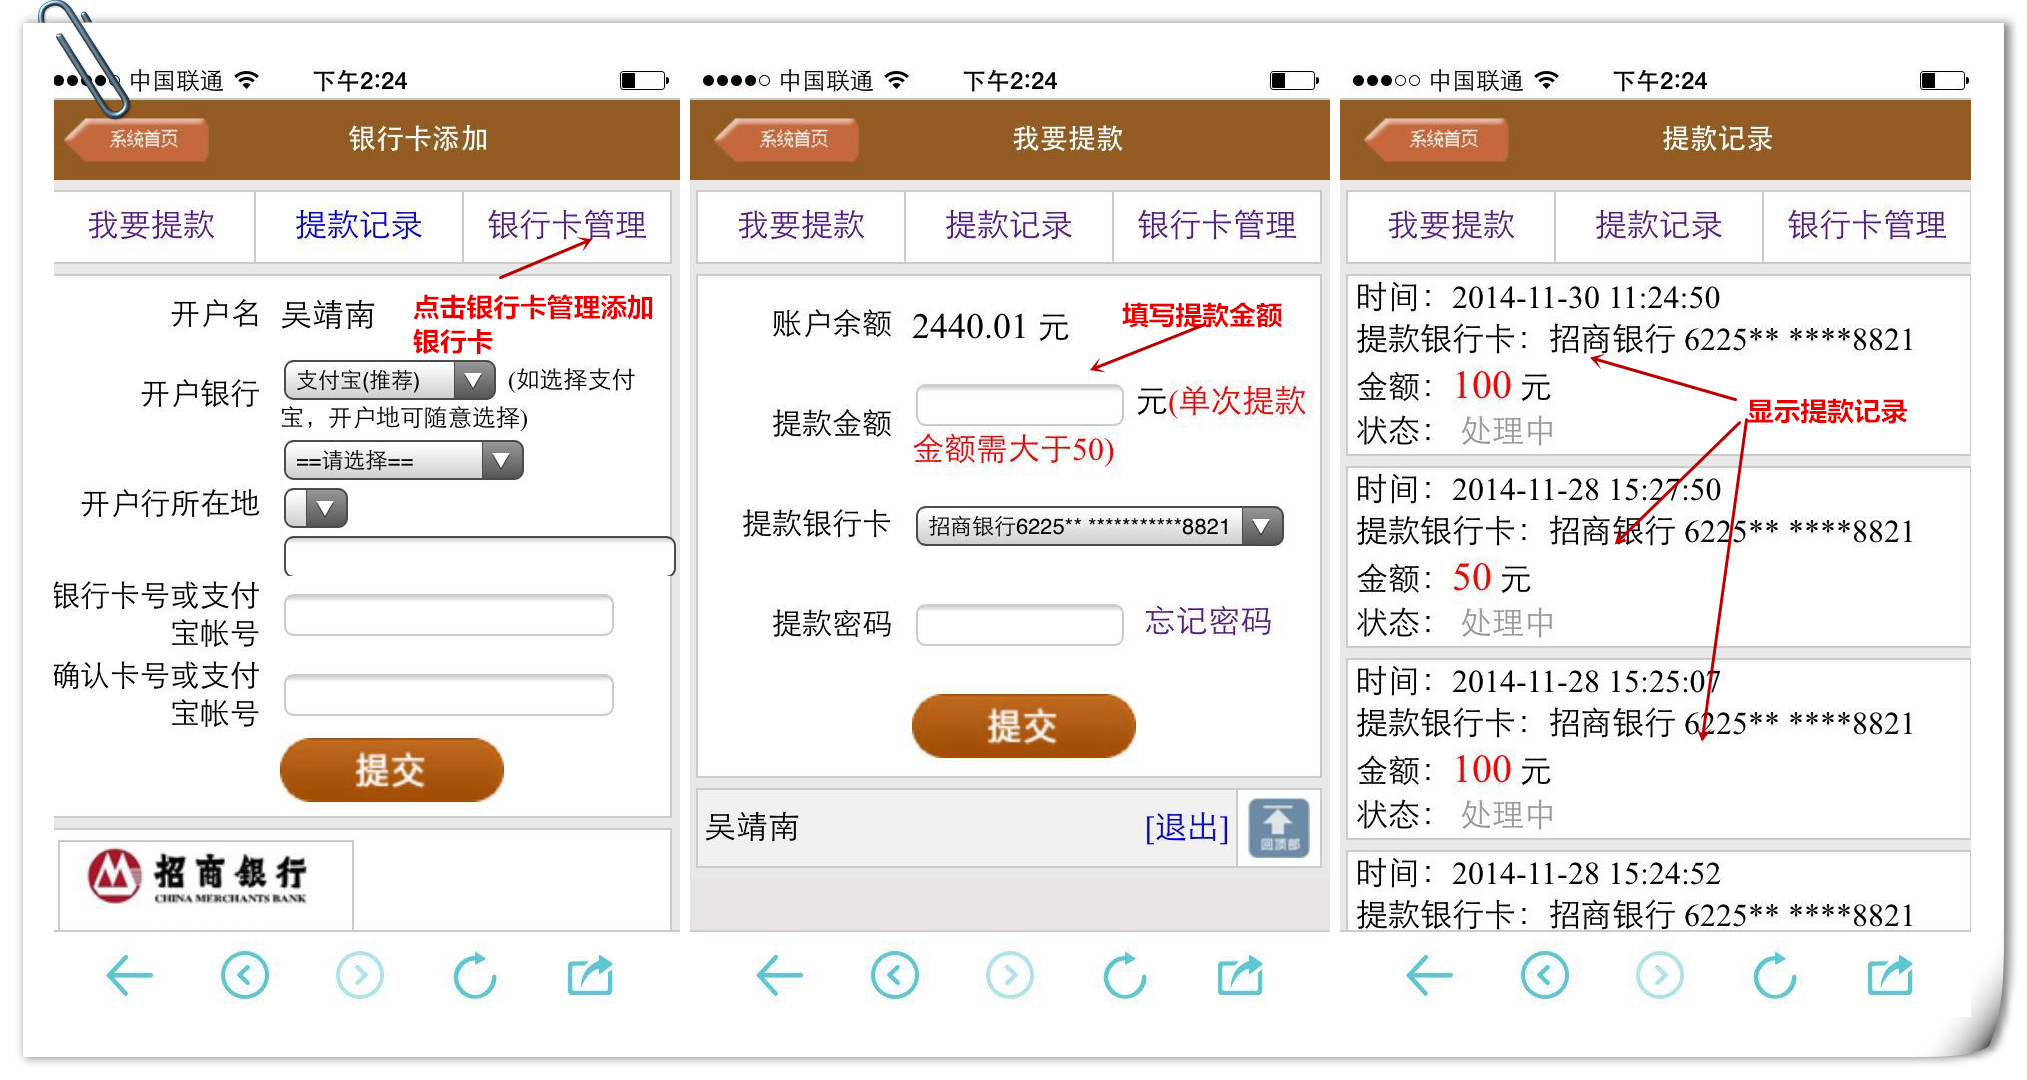 中国联通 下午2:24
系统首页 银行卡添加
我要提款 提款记录 银行卡管理
点击银行卡管理添加
银行卡
开户名 吴靖南
开户银行 支付宝(推荐) (如选择支付
宝，开户地可随意选择)
==请选择==
开户行所在地
银行卡号或支付
宝帐号
确认卡号或支付
宝帐号
提交
招商银行
CHINA MERCHANTS BANK
中国联通 下午2:24
系统首页 我要提款
我要提款 提款记录 银行卡管理
填写提款金额
账户余额 2440.01 元
提款金额 元(单次提款
金额需大于50)
提款银行卡 招商银行6225** ***********8821
提款密码 忘记密码
提交
吴靖南 [退出] 回顶部
中国联通 下午2:24
系统首页 提款记录
我要提款 提款记录 银行卡管理
时间：2014-11-30 11:24:50
提款银行卡：招商银行 6225** ****8821
金额：100 元
状态：处理中
显示提款记录
时间：2014-11-28 15:27:50
提款银行卡：招商银行 6225** ****8821
金额：50 元
状态：处理中
时间：2014-11-28 15:25:07
提款银行卡：招商银行 6225** ****8821
金额：100 元
状态：处理中
时间：2014-11-28 15:24:52
提款银行卡：招商银行 6225** ****8821